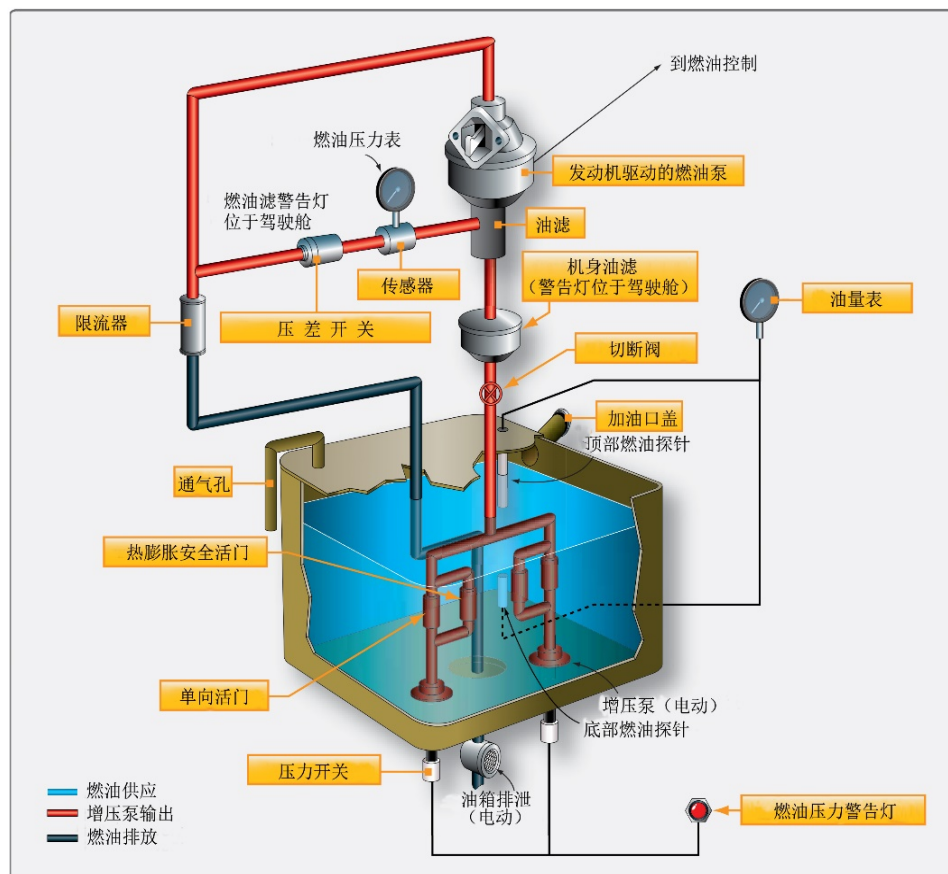 到燃油控制
燃油压力表
发动机驱动的燃油泵
燃油滤警告灯
位于驾驶舱
油滤
机身油滤
（警告灯位于驾驶舱）
传感器
油量表
限流器
压差开关
切断阀
加油口盖
顶部燃油探针
通气孔
热膨胀安全活门
单向活门
增压泵（电动）
底部燃油探针
压力开关
油箱排泄
（电动）
燃油供应
增压泵输出
燃油排放
燃油压力警告灯